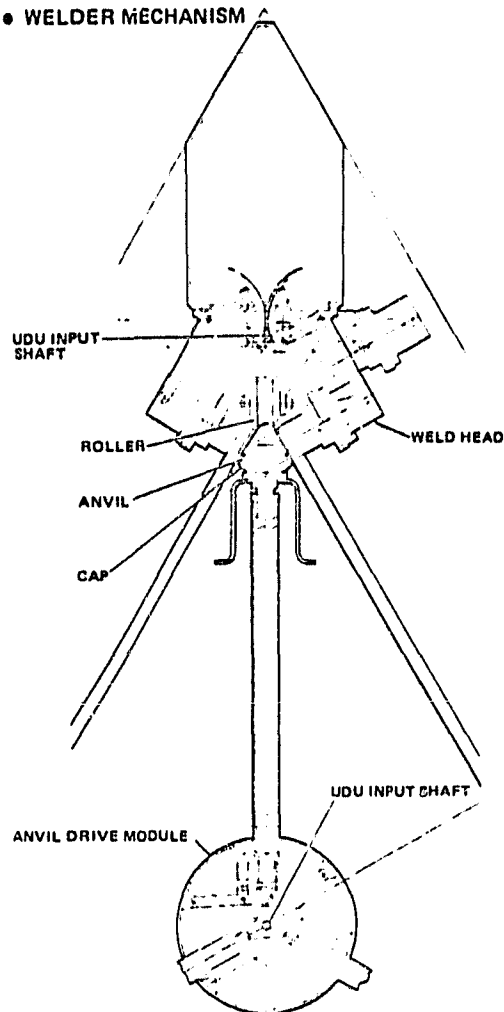 • WELDER MECHANISM
UDU INPUT
SHAFT
ROLLER
WELD HEAD
ANVIL
CAP
UDU INPUT SHAFT
ANVIL DRIVE MODULE